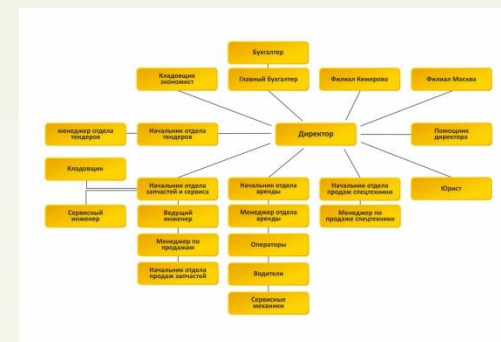 Бухгалтер
Кладовщик
экономист
Главный бухгалтер
Филиал Кемерово
Филиал Москва
менеджер отдела
тендеров
Начальник отдела
тендеров
Директор
Помощник
директора
Кладовщик
Начальник отдела
запчастей и сервиса
Начальник отдела
аренды
Начальник отдела
продаж спецтехники
Юрист
Сервисный
инженер
Ведущий
инженер
Менеджер отдела
аренды
Менеджер по
продаже спецтехники
Менеджер по
продажам
Операторы
Начальник отдела
продаж запчастей
Водители
Сервисные
механики